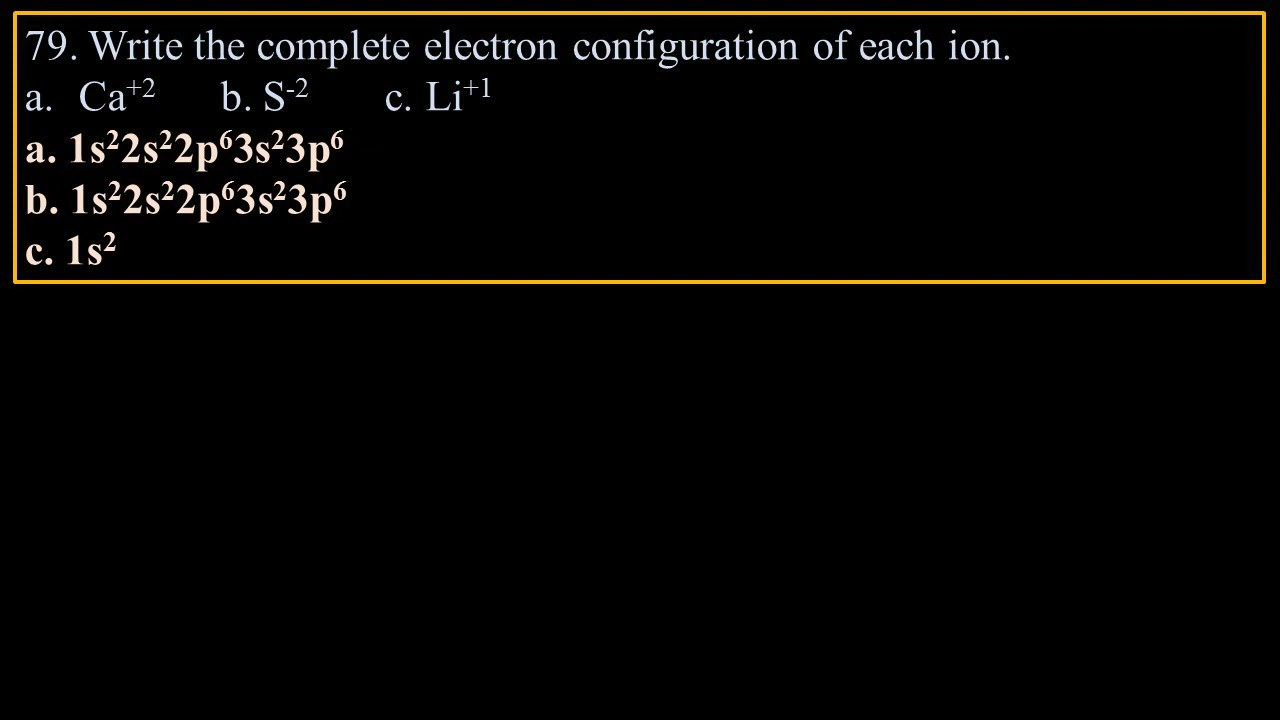 79. Write the complete electron configuration of each ion.
a. Ca⁺² b. S⁻² c. Li⁺¹
a. 1s²2s²2p⁶3s²3p⁶
b. 1s²2s²2p⁶3s²3p⁶
c. 1s²